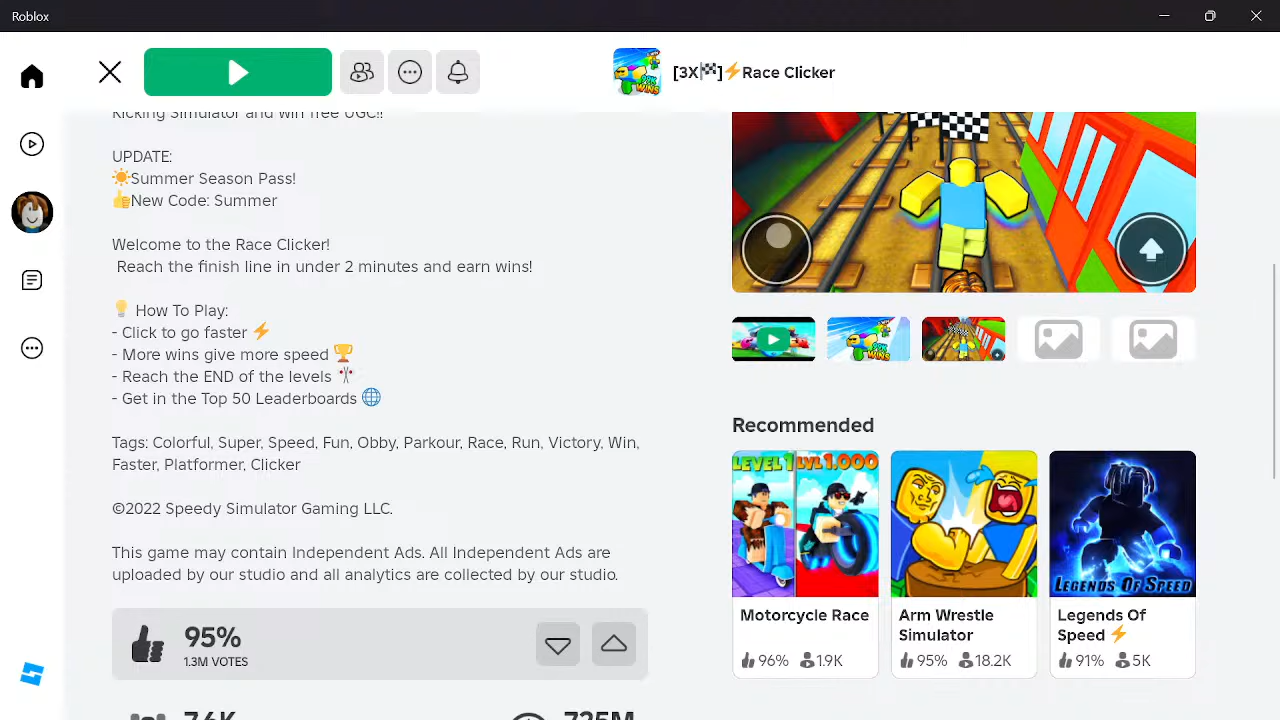 Roblox
[3X🏁]⚡Race Clicker
Kicking Simulator and win free UGC!!
UPDATE:
☀️Summer Season Pass!
👍New Code: Summer
Welcome to the Race Clicker!
Reach the finish line in under 2 minutes and earn wins!
💡 How To Play:
- Click to go faster ⚡
- More wins give more speed 🏆
- Reach the END of the levels 🎌
- Get in the Top 50 Leaderboards 🌐
Tags: Colorful, Super, Speed, Fun, Obby, Parkour, Race, Run, Victory, Win,
Faster, Platformer, Clicker
©2022 Speedy Simulator Gaming LLC.
This game may contain Independent Ads. All Independent Ads are
uploaded by our studio and all analytics are collected by our studio.
95%
1.3M VOTES
7.6K
725M
Recommended
LEVEL 1
LVL 1.000
LEGENDS OF SPEED
Motorcycle Race
96% 1.9K
Arm Wrestle
Simulator
95% 18.2K
Legends Of
Speed ⚡
91% 5K